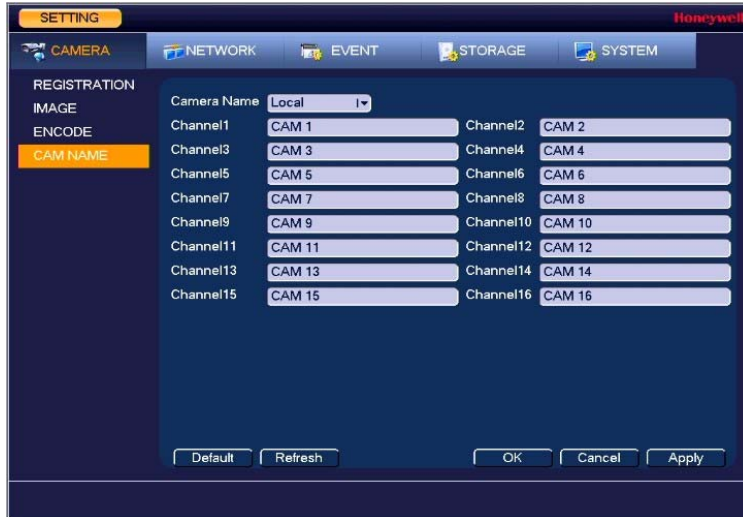 SETTING Honeywell
CAMERA NETWORK EVENT STORAGE SYSTEM
REGISTRATION
IMAGE
ENCODE
CAM NAME
Camera Name Local
Channel1 CAM 1 Channel2 CAM 2
Channel3 CAM 3 Channel4 CAM 4
Channel5 CAM 5 Channel6 CAM 6
Channel7 CAM 7 Channel8 CAM 8
Channel9 CAM 9 Channel10 CAM 10
Channel11 CAM 11 Channel12 CAM 12
Channel13 CAM 13 Channel14 CAM 14
Channel15 CAM 15 Channel16 CAM 16
Default Refresh OK Cancel Apply